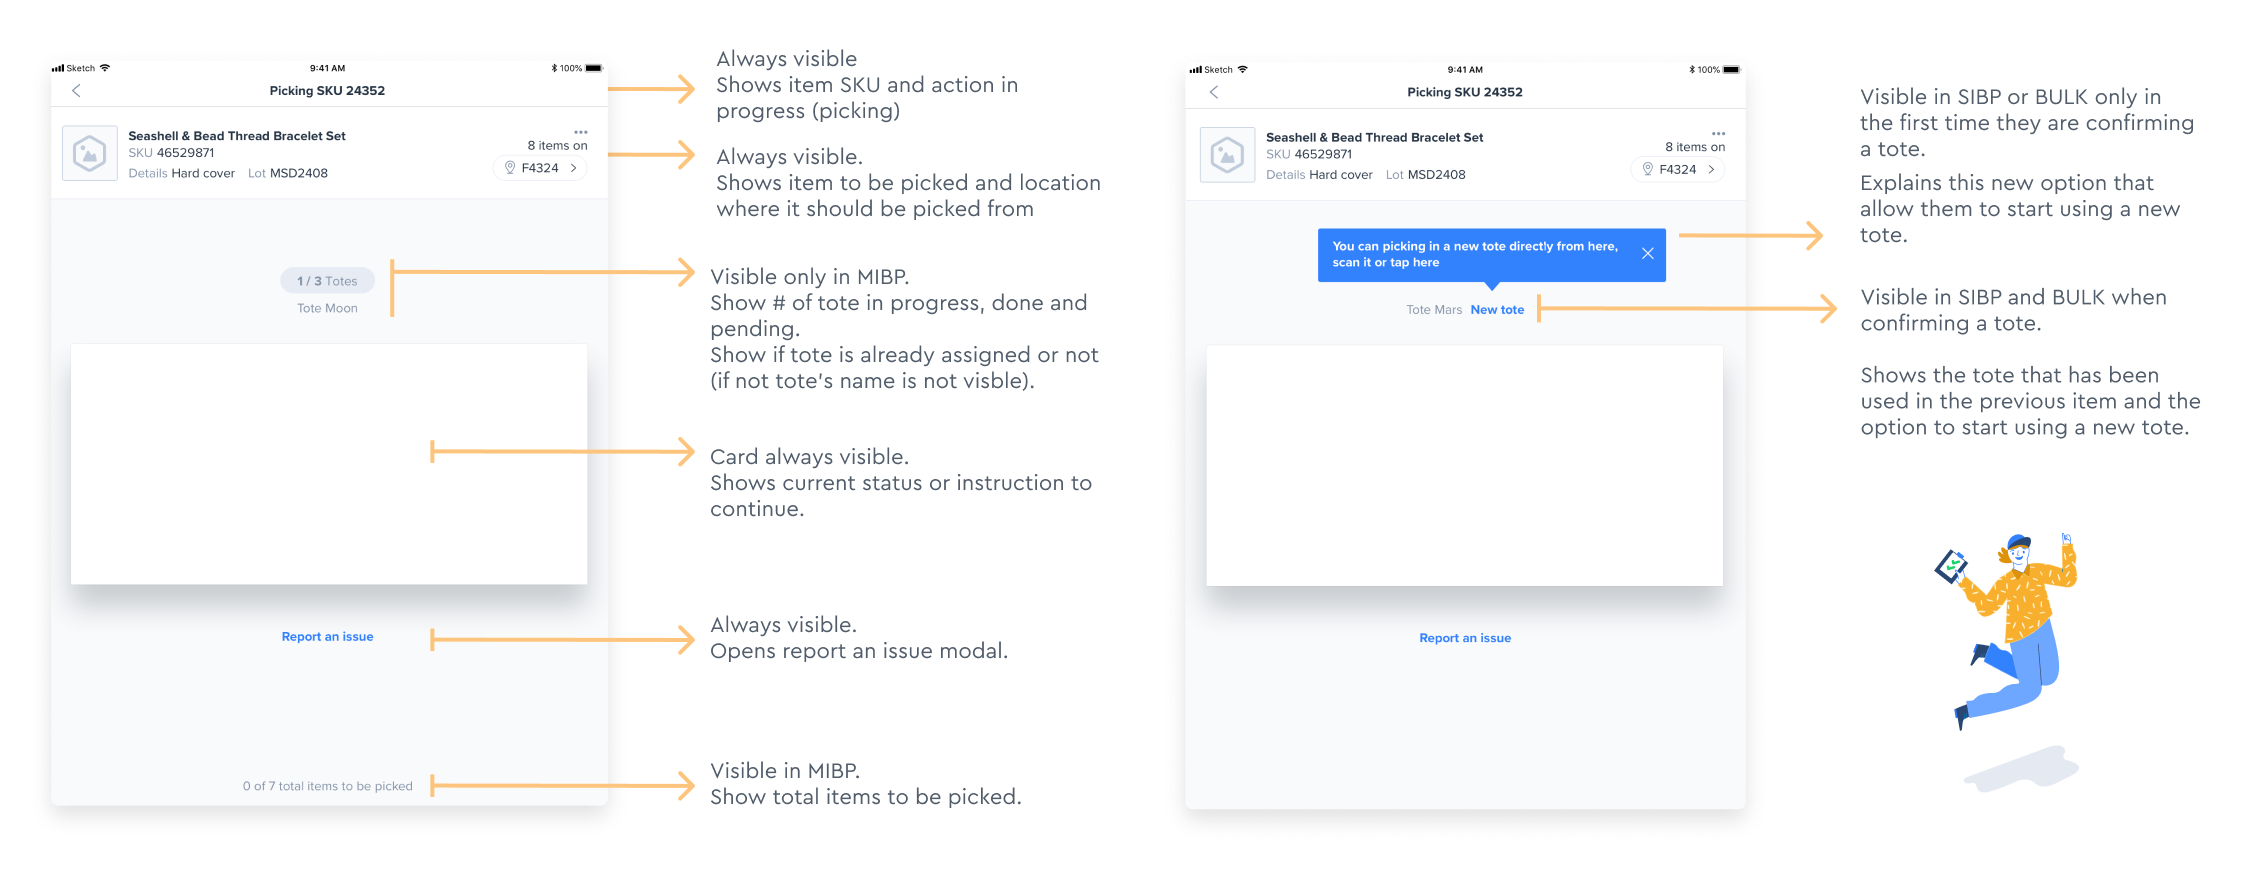 Sketch 9:41 AM 100%
Picking SKU 24352
Seashell & Bead Thread Bracelet Set
SKU 46529871
8 items on
Details Hard cover Lot MSD2408
F4324
1 / 3 Totes
Tote Moon
Report an issue
0 of 7 total items to be picked
Always visible
Shows item SKU and action in
progress (picking)
Always visible.
Shows item to be picked and location
where it should be picked from
Visible only in MIBP.
Show # of tote in progress, done and
pending.
Show if tote is already assigned or not
(if not tote's name is not visble).
Card always visible.
Shows current status or instruction to
continue.
Always visible.
Opens report an issue modal.
Visible in MIBP.
Show total items to be picked.
Sketch 9:41 AM 100%
Picking SKU 24352
Seashell & Bead Thread Bracelet Set
SKU 46529871
8 items on
Details Hard cover Lot MSD2408
F4324
You can picking in a new tote directly from here,
scan it or tap here
Tote Mars New tote
Report an issue
Visible in SIBP or BULK only in
the first time they are confirming
a tote.
Explains this new option that
allow them to start using a new
tote.
Visible in SIBP and BULK when
confirming a tote.
Shows the tote that has been
used in the previous item and the
option to start using a new tote.